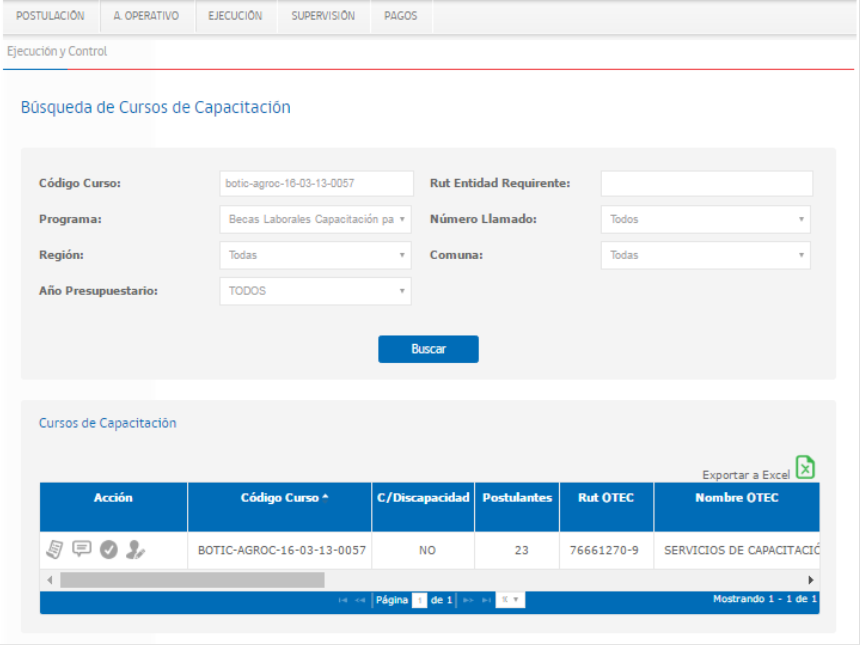 POSTULACIÓN A. OPERATIVO EJECUCIÓN SUPERVISIÓN PAGOS
Ejecución y Control
Búsqueda de Cursos de Capacitación
Código Curso: botic-agroc-16-03-13-0057 Rut Entidad Requirente:
Programa: Becas Laborales Capacitación pa Número Llamado: Todos
Región: Todas Comuna: Todas
Año Presupuestario: TODOS
Buscar
Cursos de Capacitación
Exportar a Excel
Acción Código Curso C/Discapacidad Postulantes Rut OTEC Nombre OTEC
BOTIC-AGROC-16-03-13-0057 NO 23 76661270-9 SERVICIOS DE CAPACITACIÓ
Página 1 de 1 Mostrando 1 - 1 de 1